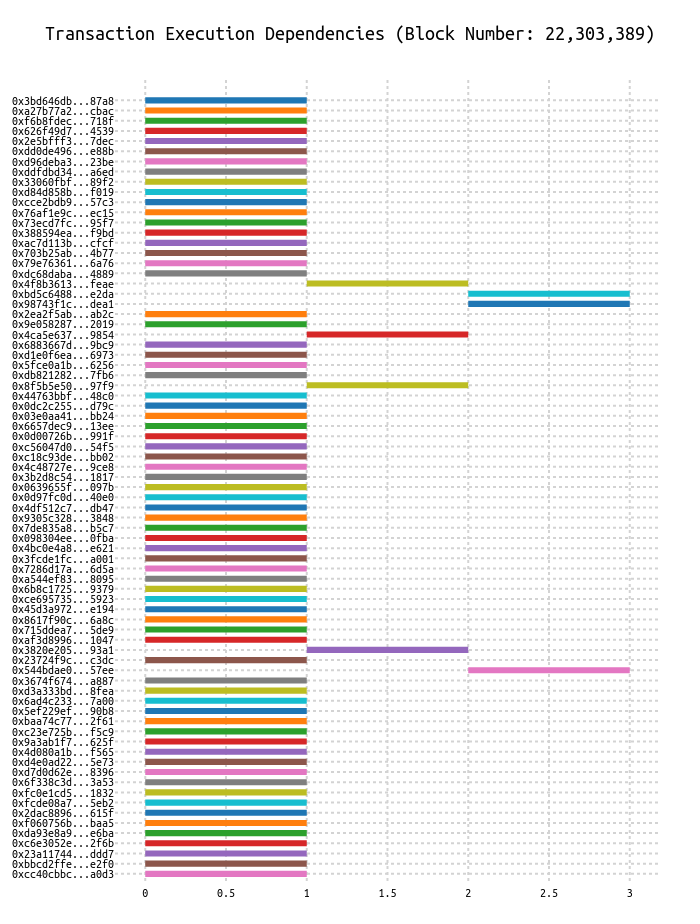 Transaction Execution Dependencies (Block Number: 22,303,389)
0x3bd646db...87a8
0xa27b77a2...cbac
0xf6b8fdec...718f
0x626f49d7...4539
0x2e5bfff3...7dec
0xdd0de496...e88b
0xd96deba3...23be
0xddfdbd34...a6ed
0x33060fbf...89f2
0xd84d858b...f019
0xcce2bdb9...57c3
0x76af1e9c...ec15
0x73ecd7fc...95f7
0x388594ea...f9bd
0xac7d113b...cfcf
0x703b25ab...4b77
0x79e76361...6a76
0xdc68daba...4889
0x4f8b3613...feae
0xbd5c6488...e2da
0x98743f1c...dea1
0x2ea2f5ab...ab2c
0x9e058287...2019
0x4ca5e637...9854
0x6883667d...9bc9
0xd1e0f6ea...6973
0x5fce0a1b...6256
0xdb821282...7fb6
0x8f5b5e50...97f9
0x44763bbf...48c0
0x0dc2c255...d79c
0x03e0aa41...bb24
0x6657dec9...13ee
0x0d00726b...991f
0xc56047d0...54f5
0xc18c93de...bb02
0x4c48727e...9ce8
0x3b2d8c54...1817
0x0639655f...097b
0x0d97fc0d...40e0
0x4df512c7...db47
0x9305c328...3848
0x7de835a8...b5c7
0x098304ee...0fba
0x4bc0e4a8...e621
0x3fcde1fc...a001
0x7286d17a...6d5a
0xa544ef83...8095
0x6b8c1725...9379
0xce695735...5923
0x45d3a972...e194
0x8617f90c...6a8c
0x715ddea7...5de9
0xaf3d8996...1047
0x3820e205...93a1
0x23724f9c...c3dc
0x544bdae0...57ee
0x3674f674...a887
0xd3a333bd...8fea
0x6ad4c233...7a00
0x5ef229ef...90b8
0xbaa74c77...2f61
0xc23e725b...f5c9
0x9a3ab1f7...625f
0x4d080a1b...f565
0xd4e0ad22...5e73
0xd7d0d62e...8396
0x6f338c3d...3a53
0xfc0e1cd5...1832
0xfcde08a7...5eb2
0x2dac8896...615f
0xf060756b...baa5
0xda93e8a9...e6ba
0xc6e3052e...2f6b
0x23a11744...ddd7
0xbbcd2ffe...e2f0
0xcc40cbbc...a0d3
0 0.5 1 1.5 2 2.5 3